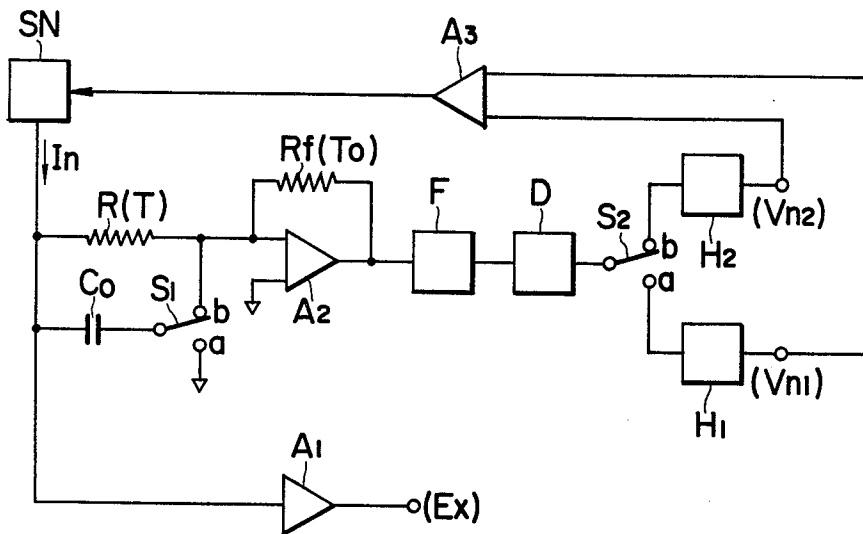 SN
A3
In
Rf(To)
R(T)
F
D
S2
b
a
H2
(Vn2)
Co
S1
b
a
A2
(Vn1)
H1
A1
(Ex)